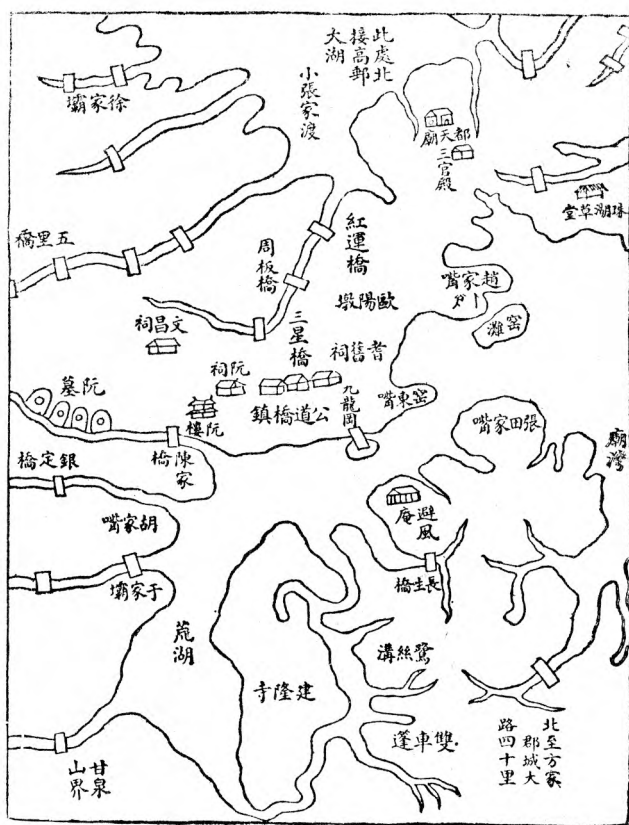 此處北
接高郵
大湖
小張家渡
徐家壩
都天廟
三官殿
珠湖草堂
五里橋
紅運橋
周板橋
歐陽墩
趙家嘴
窰灘
文昌祠
三星橋
耆舊祠
阮祠
阮樓
公道橋鎮
九龍岡
窰東嘴
阮墓
陳家橋
張田家嘴
廟灣
銀定橋
避風庵
胡家嘴
長生橋
于家壩
荒湖
鷺絲溝
建隆寺
雙車蓬
北至方家
郡城大
路四十里
甘泉
山界